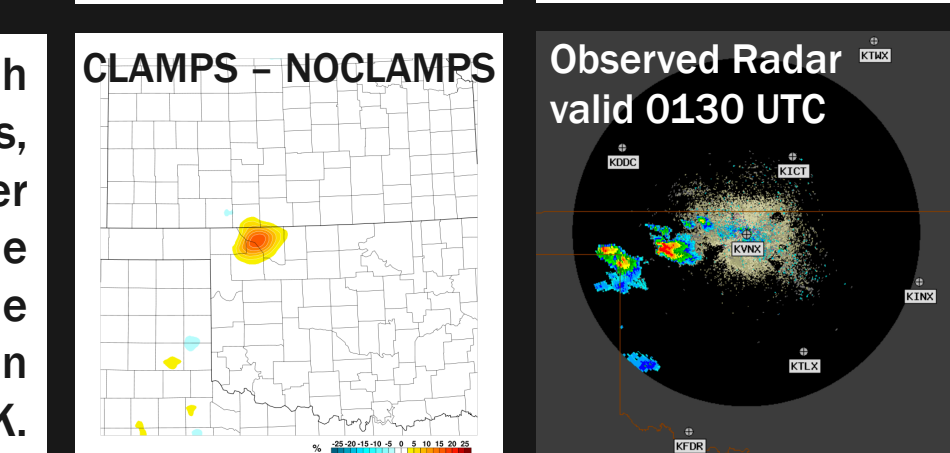 h
s,
er
e
e
n
K.
CLAMPS – NOCLAMPS
% -25 -20 -15 -10 -5 0 5 10 15 20 25
Observed Radar
valid 0130 UTC
KTWX
KDDC
KICT
KVNX
KINX
KTLX
KFDR